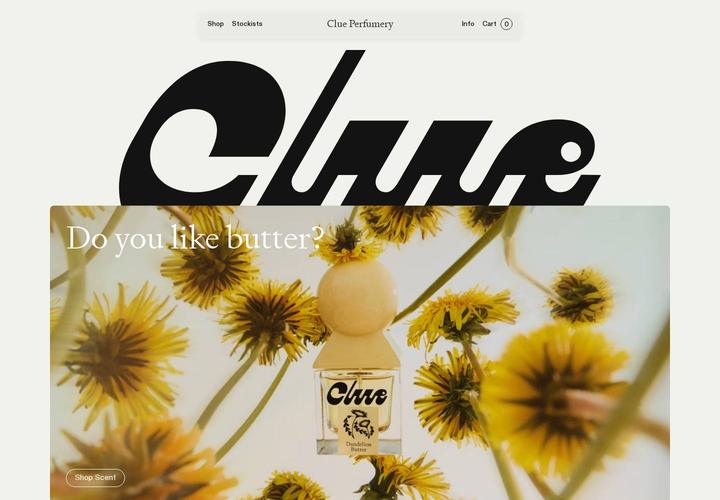 Shop Stockists Clue Perfumery Info Cart 0
Clue
Do you like butter?
Clue
Dandelion
Butter
Shop Scent